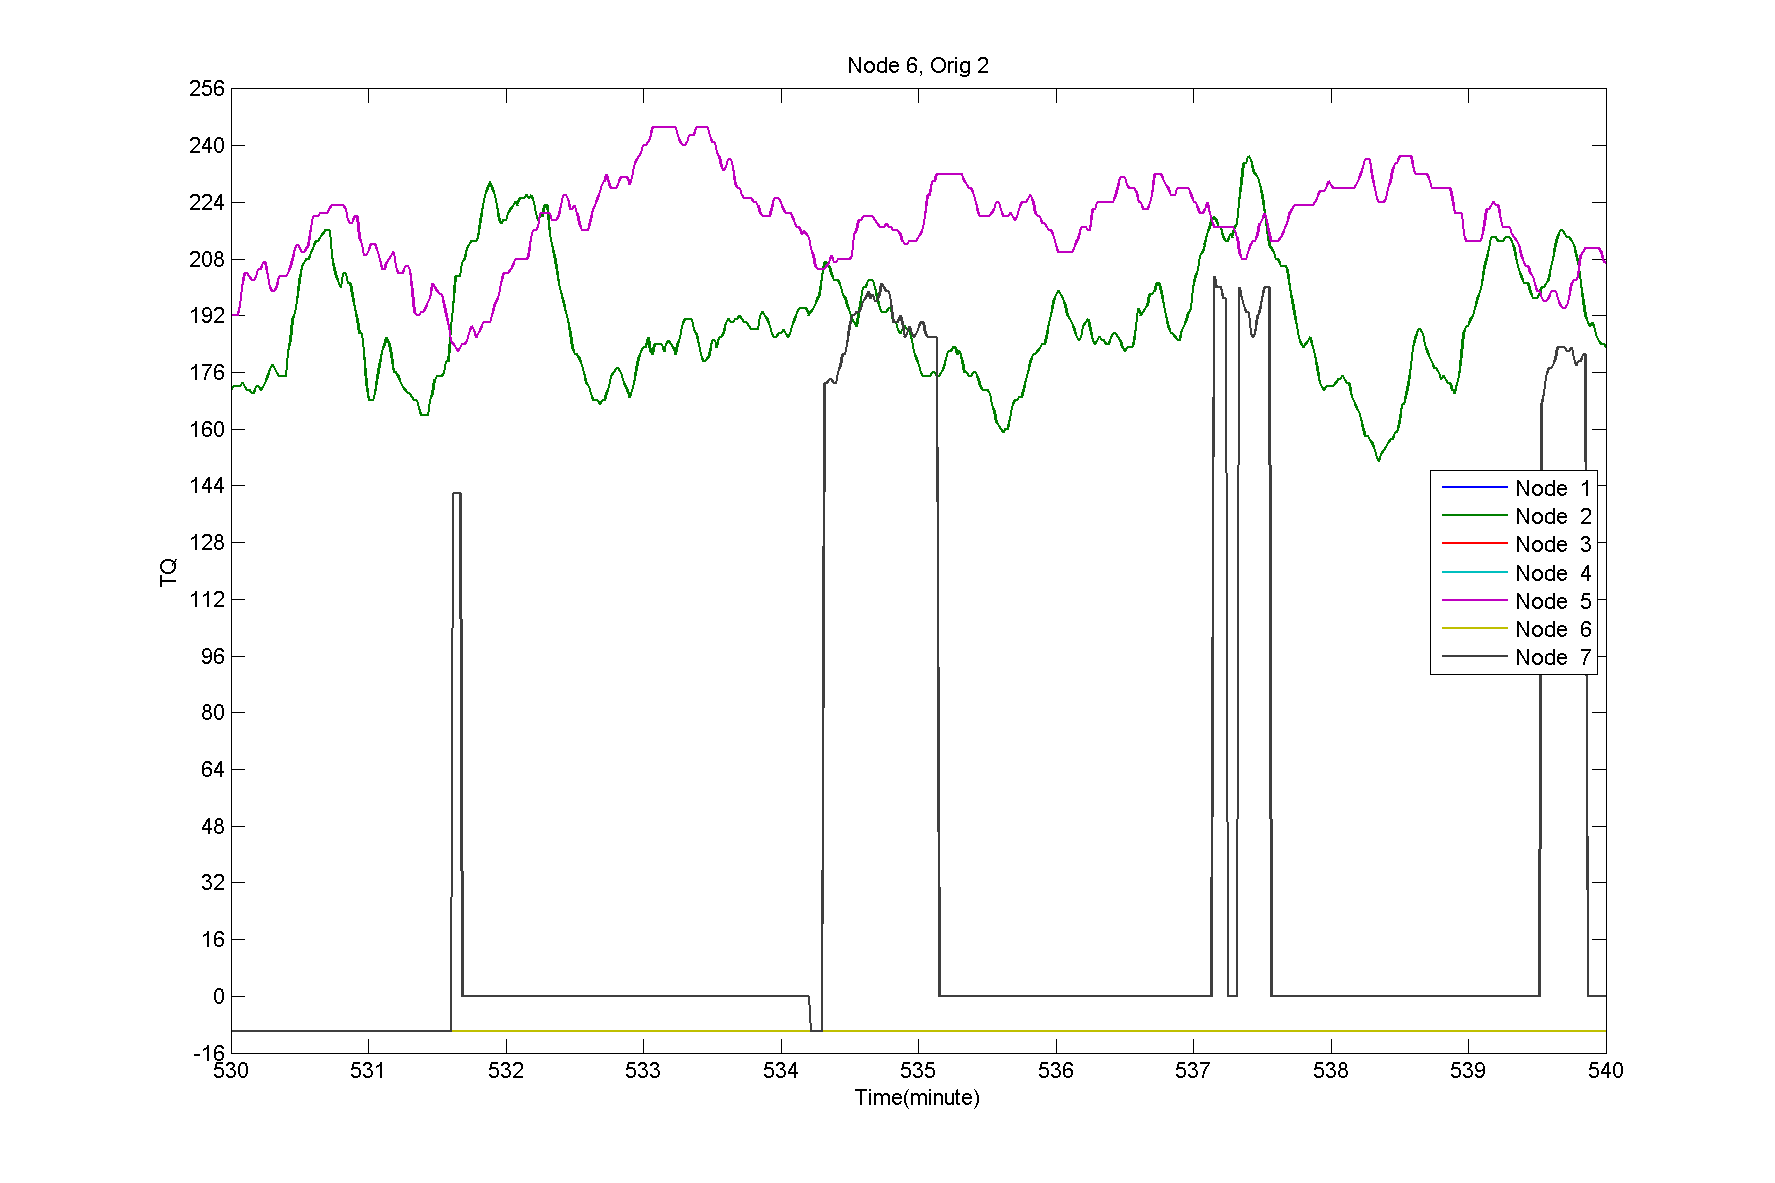 Node 6, Orig 2
256
240
224
208
192
176
160
144
128
112
96
80
64
48
32
16
0
-16
TQ
Node 1
Node 2
Node 3
Node 4
Node 5
Node 6
Node 7
530 531 532 533 534 535 536 537 538 539 540
Time(minute)